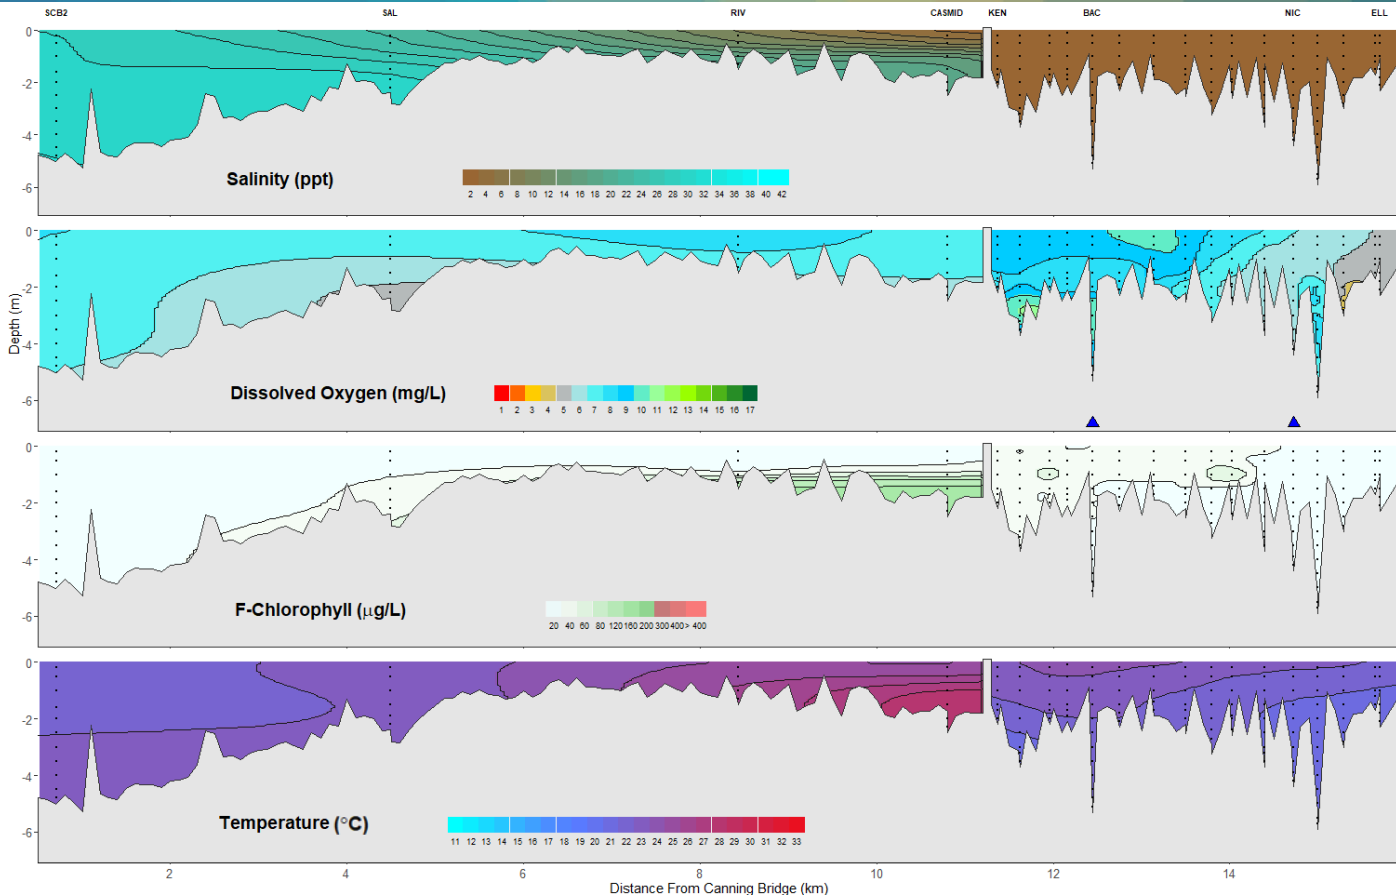 SCB2 SAL RIV CASMID KEN BAC NIC ELL
0
-2
-4
-6
Salinity (ppt)
2 4 6 8 10 12 14 16 18 20 22 24 26 28 30 32 34 36 38 40 42
0
-2
-4
-6
Depth (m)
Dissolved Oxygen (mg/L)
1 2 3 4 5 6 7 8 9 10 11 12 13 14 15 16 17
0
-2
-4
-6
F-Chlorophyll (μg/L)
20 40 60 80 120 160 200 300 400 > 400
0
-2
-4
-6
Temperature (°C)
11 12 13 14 15 16 17 18 19 20 21 22 23 24 25 26 27 28 29 30 31 32 33
2 4 6 8 10 12 14
Distance From Canning Bridge (km)